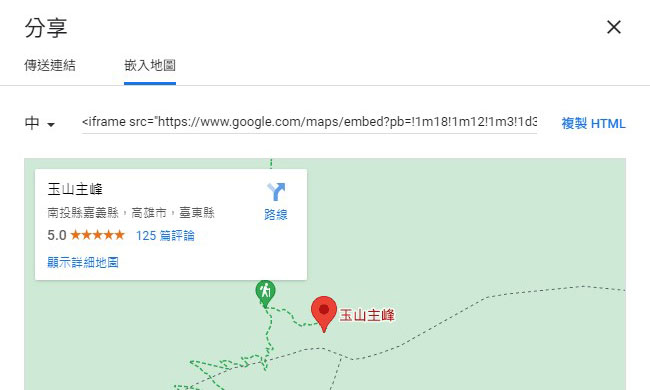 分享
傳送連結
嵌入地圖
中
<iframe src="https://www.google.com/maps/embed?pb=!1m18!1m12!1m3!1d3
複製 HTML
玉山主峰
南投縣嘉義縣，高雄市，臺東縣
路線
5.0 ★★★★★ 125 篇評論
顯示詳細地圖
玉山主峰